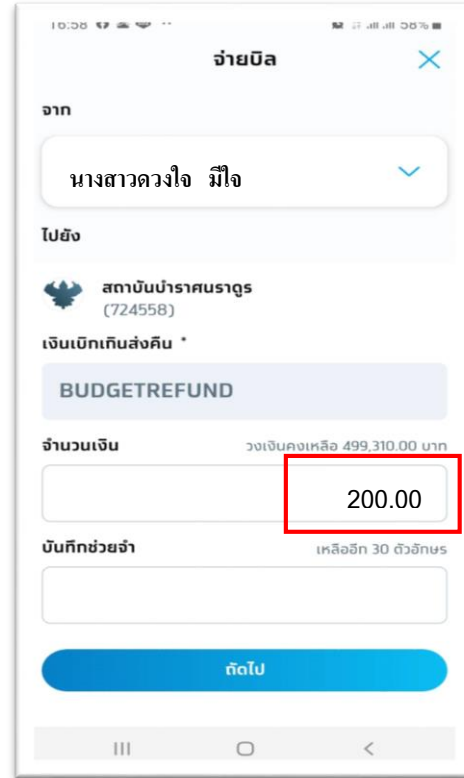 16:58 58%
จ่ายบิล
จาก
นางสาวดวงใจ มีใจ
ไปยัง
สถาบันบำราศนราดูร
(724558)
เงินเบิกเกินส่งคืน *
BUDGETREFUND
จำนวนเงิน วงเงินคงเหลือ 499,310.00 บาท
200.00
บันทึกช่วยจำ เหลืออีก 30 ตัวอักษร
ถัดไป